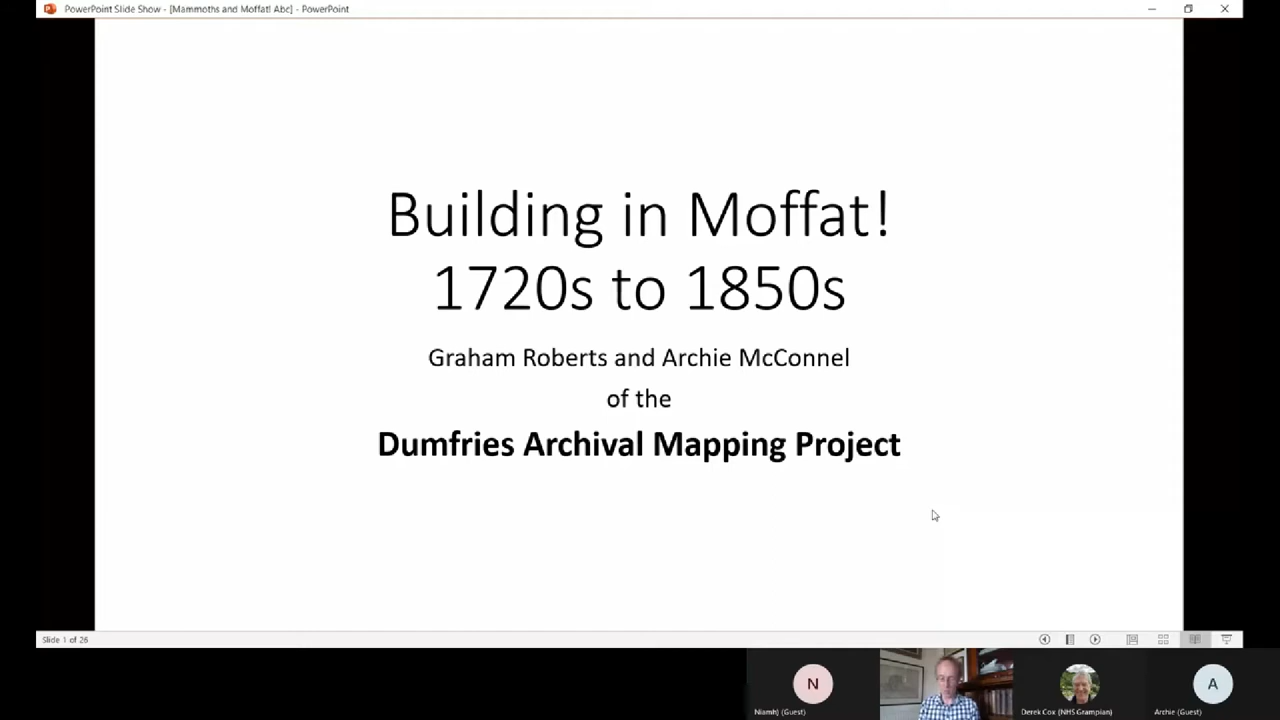 PowerPoint Slide Show - [Mammoths and Moffat! Abc] - PowerPoint
Building in Moffat!
1720s to 1850s
Graham Roberts and Archie McConnel
of the
Dumfries Archival Mapping Project
Slide 1 of 26
N
A
Niamhj (Guest)
Derek Cox (NHS Grampian)
Archie (Guest)